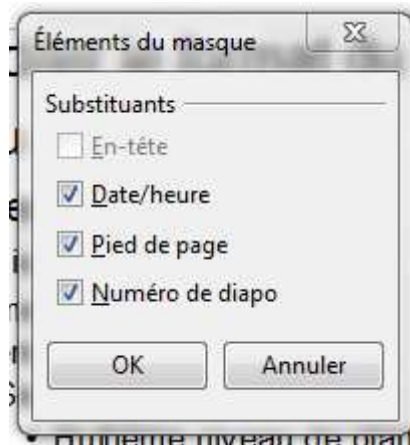 Éléments du masque
Substituants
En-tête
Date/heure
Pied de page
Numéro de diapo
OK
Annuler